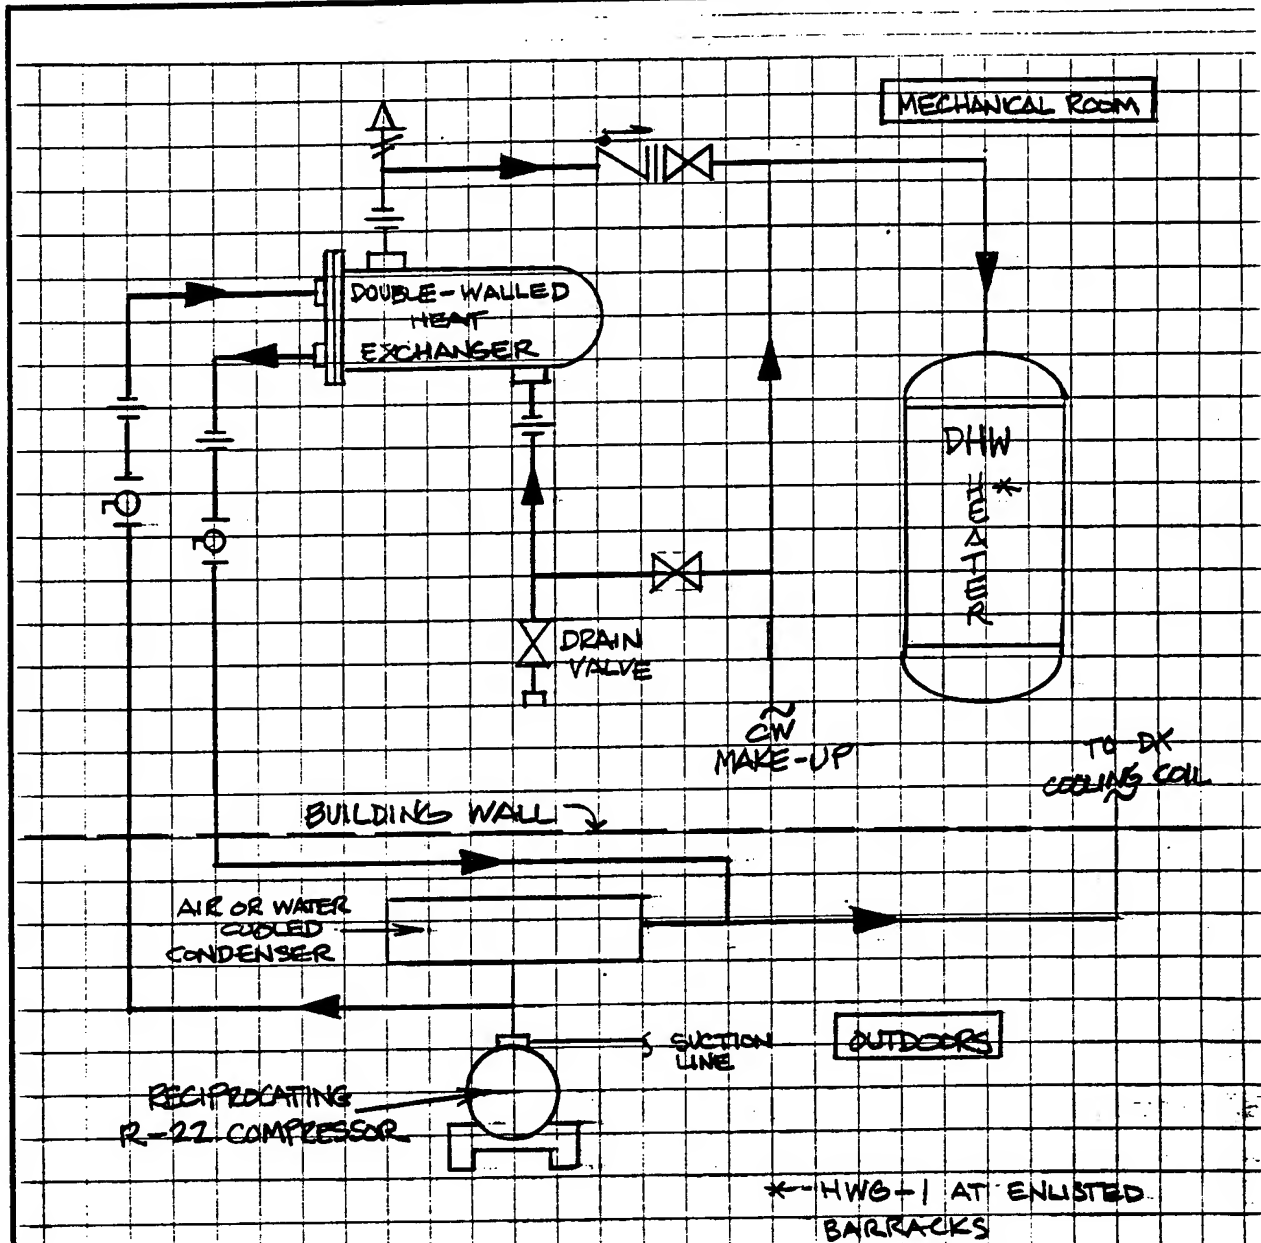 MECHANICAL ROOM
DOUBLE-WALLED
HEAT
EXCHANGER
DHW
*
HEATER
DRAIN
VALVE
CW
MAKE-UP
TO DX
COOLING COIL
BUILDING WALL
AIR OR WATER
COOLED
CONDENSER
SUCTION
LINE
OUTDOORS
RECIPROCATING
R-22 COMPRESSOR
*--HWG-1 AT ENLISTED
BARRACKS